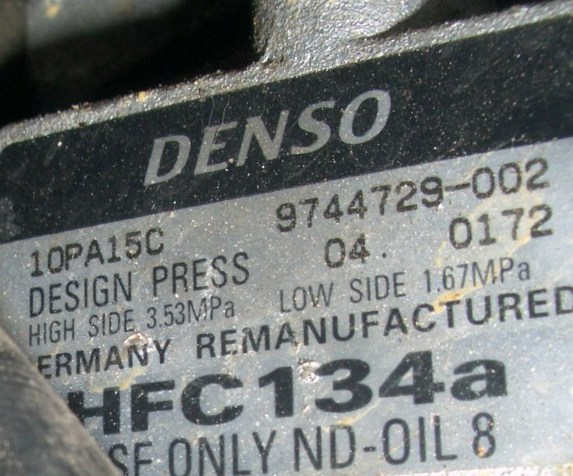 DENSO
10PA15C 9744729-002
DESIGN PRESS 04. 0172
HIGH SIDE 3.53MPa LOW SIDE 1.67MPa
ERMANY REMANUFACTURED
HFC134a
SE ONLY ND-OIL 8